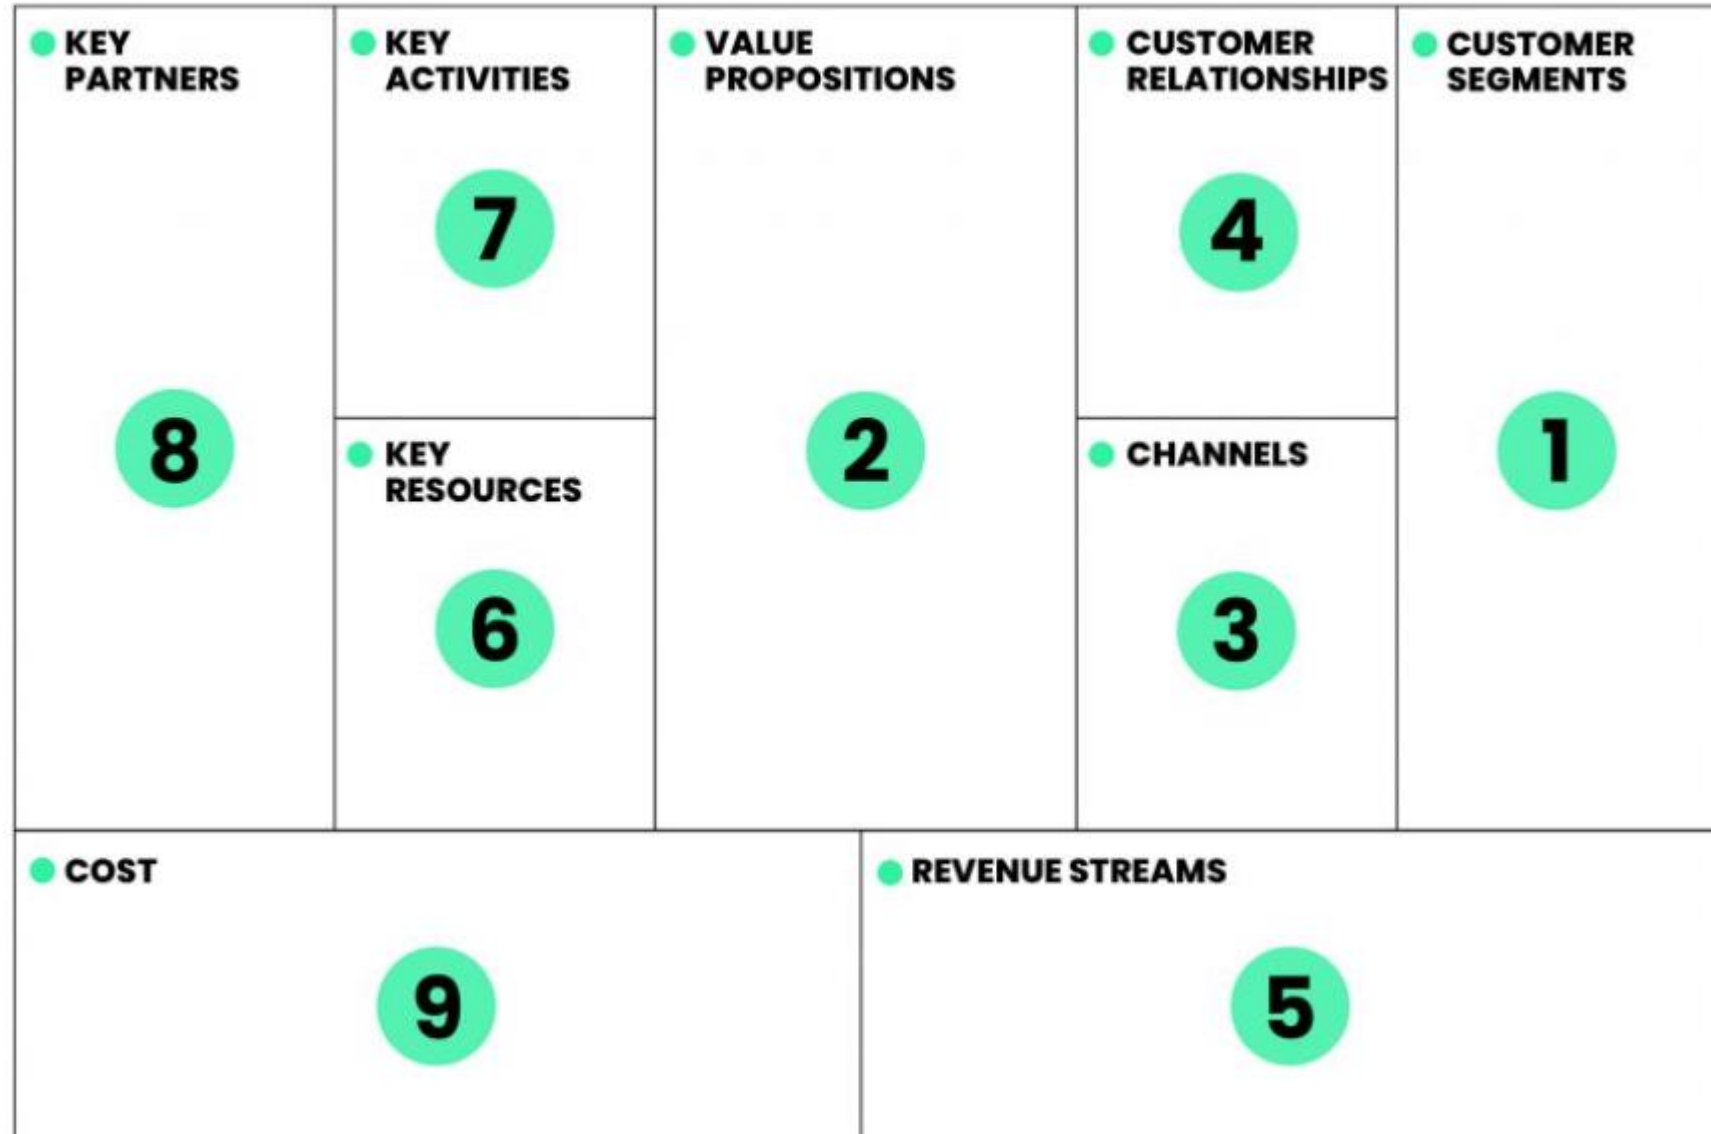 KEY
PARTNERS
8
KEY
ACTIVITIES
7
KEY
RESOURCES
6
VALUE
PROPOSITIONS
2
CUSTOMER
RELATIONSHIPS
4
CHANNELS
3
CUSTOMER
SEGMENTS
1
COST
9
REVENUE STREAMS
5